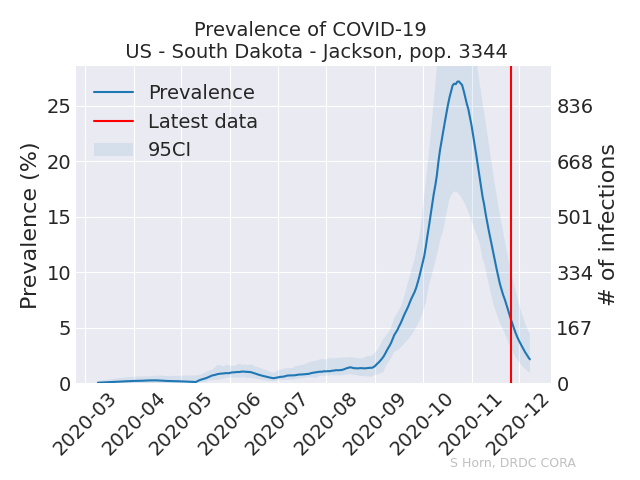 Prevalence of COVID-19
US - South Dakota - Jackson, pop. 3344
Prevalence
Latest data
95CI
Prevalence (%)
25
20
15
10
5
0
# of infections
836
668
501
334
167
0
2020-03
2020-04
2020-05
2020-06
2020-07
2020-08
2020-09
2020-10
2020-11
2020-12
S Horn, DRDC CORA